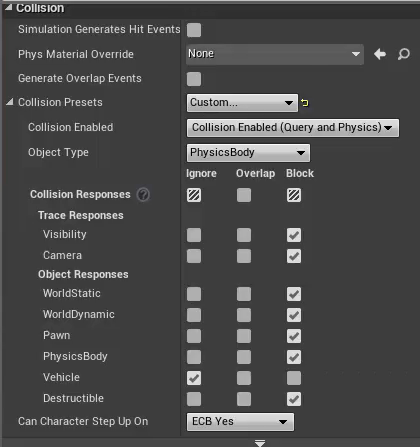 Collision
Simulation Generates Hit Events
Phys Material Override None
Generate Overlap Events
Collision Presets Custom...
Collision Enabled Collision Enabled (Query and Physics)
Object Type PhysicsBody
Ignore Overlap Block
Collision Responses ?
Trace Responses
Visibility
Camera
Object Responses
WorldStatic
WorldDynamic
Pawn
PhysicsBody
Vehicle
Destructible
Can Character Step Up On ECB Yes